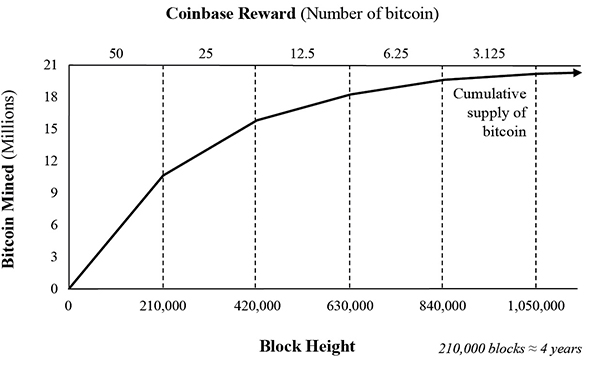 Coinbase Reward (Number of bitcoin)
50 25 12.5 6.25 3.125
21
18
15
12
9
6
3
0
Bitcoin Mined (Millions)
Cumulative
supply of
bitcoin
0 210,000 420,000 630,000 840,000 1,050,000
Block Height
210,000 blocks ≈ 4 years